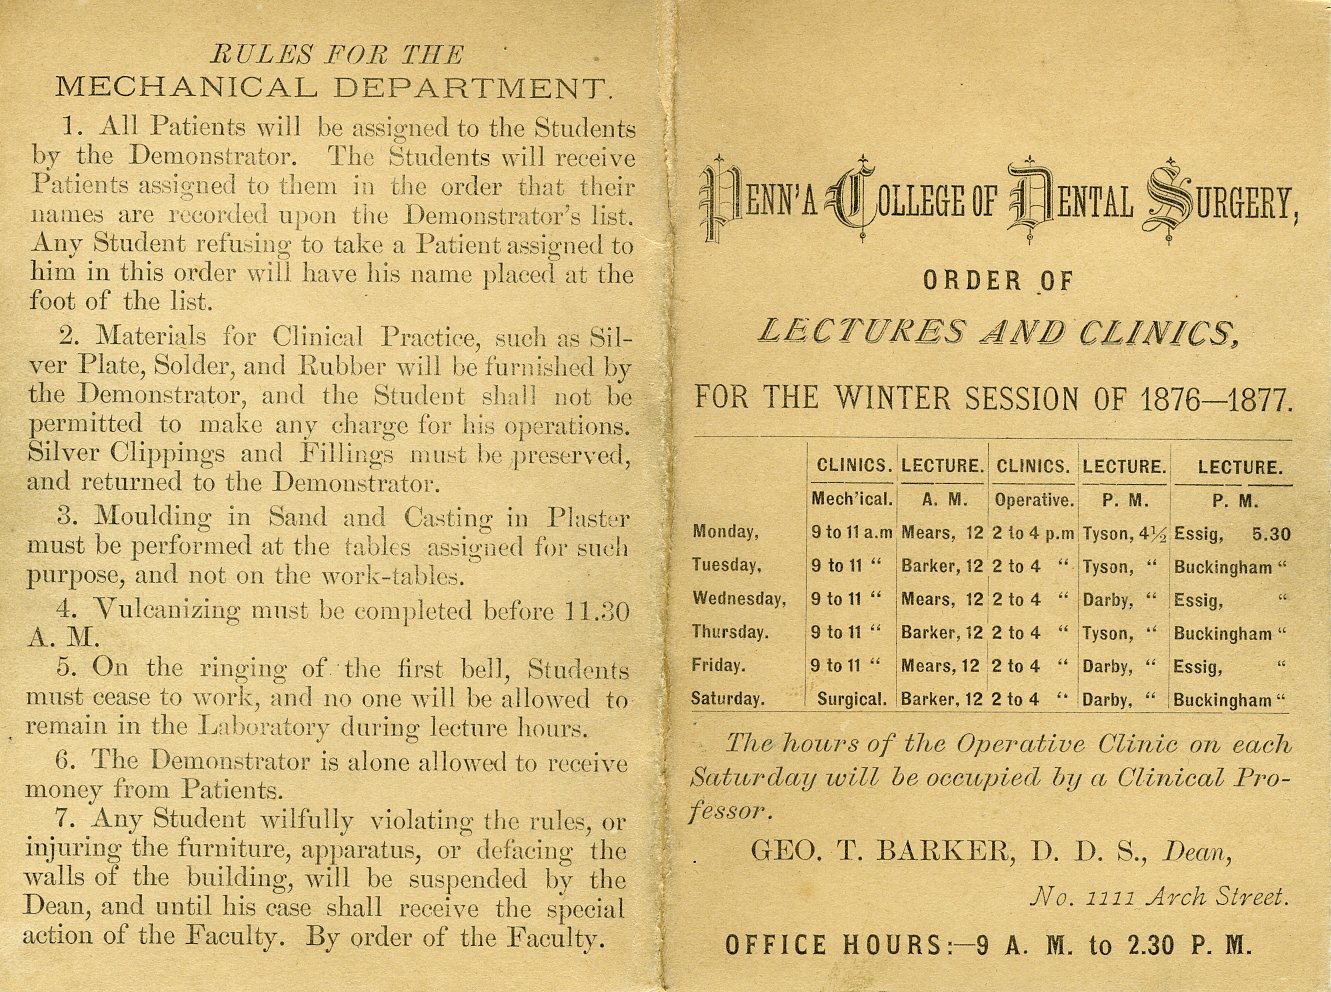 RULES FOR THE
MECHANICAL DEPARTMENT.
1. All Patients will be assigned to the Students
by the Demonstrator. The Students will receive
Patients assigned to them in the order that their
names are recorded upon the Demonstrator's list.
Any Student refusing to take a Patient assigned to
him in this order will have his name placed at the
foot of the list.
2. Materials for Clinical Practice, such as Sil-
ver Plate, Solder, and Rubber will be furnished by
the Demonstrator, and the Student shall not be
permitted to make any charge for his operations.
Silver Clippings and Fillings must be preserved,
and returned to the Demonstrator.
3. Moulding in Sand and Casting in Plaster
must be performed at the tables assigned for such
purpose, and not on the work-tables.
4. Vulcanizing must be completed before 11.30
A. M.
5. On the ringing of the first bell, Students
must cease to work, and no one will be allowed to
remain in the Laboratory during lecture hours.
6. The Demonstrator is alone allowed to receive
money from Patients.
7. Any Student wilfully violating the rules, or
injuring the furniture, apparatus, or defacing the
walls of the building, will be suspended by the
Dean, and until his case shall receive the special
action of the Faculty. By order of the Faculty.
PENN'A COLLEGE OF DENTAL SURGERY,
ORDER OF
LECTURES AND CLINICS,
FOR THE WINTER SESSION OF 1876—1877.
CLINICS. LECTURE. CLINICS. LECTURE. LECTURE.
Mech'ical. A. M. Operative. P. M. P. M.
Monday, 9 to 11 a.m Mears, 12 2 to 4 p.m Tyson, 4½ Essig, 5.30
Tuesday, 9 to 11 “ Barker, 12 2 to 4 “ Tyson, “ Buckingham “
Wednesday, 9 to 11 “ Mears, 12 2 to 4 “ Darby, “ Essig, “
Thursday. 9 to 11 “ Barker, 12 2 to 4 “ Tyson, “ Buckingham “
Friday. 9 to 11 “ Mears, 12 2 to 4 “ Darby, “ Essig, “
Saturday. Surgical. Barker, 12 2 to 4 “ Darby, “ Buckingham “
The hours of the Operative Clinic on each
Saturday will be occupied by a Clinical Pro-
fessor.
GEO. T. BARKER, D. D. S., Dean,
No. 1111 Arch Street.
OFFICE HOURS:—9 A. M. to 2.30 P. M.